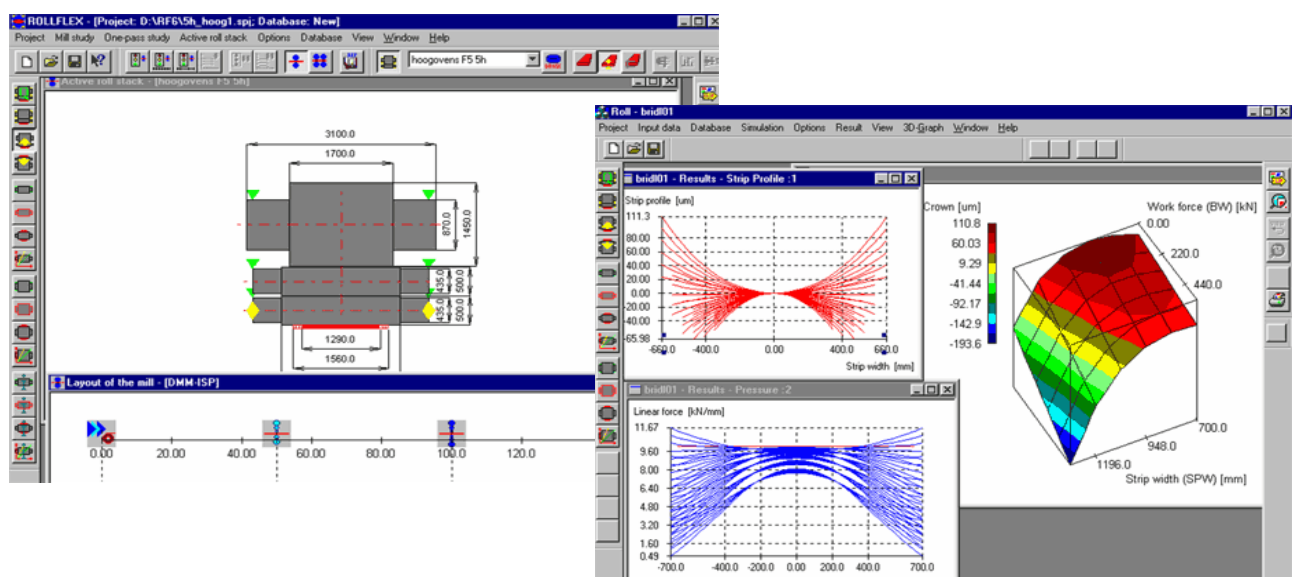 ROLLFLEX - [Project: D:\RF6\5h_hoog1.spj; Database: New]
Project Mill study One-pass study Active roll stack Options Database View Window Help
hoogovens F5 5h
Active roll stack - [hoogovens F5 5h]
3100.0
1700.0
870.0
1450.0
435.0
500.0
435.0
500.0
1290.0
1560.0
Layout of the mill - [DMM-ISP]
0.00 20.00 40.00 60.00 80.00 100.0 120.0
Roll - bridl01
Project Input data Database Simulation Options Result View 3D-Graph Window Help
bridl01 - Results - Strip Profile :1
Strip profile [um]
111.3
80.00
60.00
40.00
20.00
0.00
-20.00
-40.00
-65.98
-660.0 -400.0 0.00 400.0 660.0
Strip width [mm]
bridl01 - Results - Pressure :2
Linear force [kN/mm]
11.67
9.60
8.00
6.40
4.80
3.20
1.60
0.49
-700.0 -400.0 -200.0 0.00 200.0 400.0 700.0
Crown [um]
110.8
60.03
9.29
-41.44
-92.17
-142.9
-193.6
Work force (BW) [kN]
0.00
220.0
440.0
700.0
948.0
1196.0
Strip width (SPW) [mm]